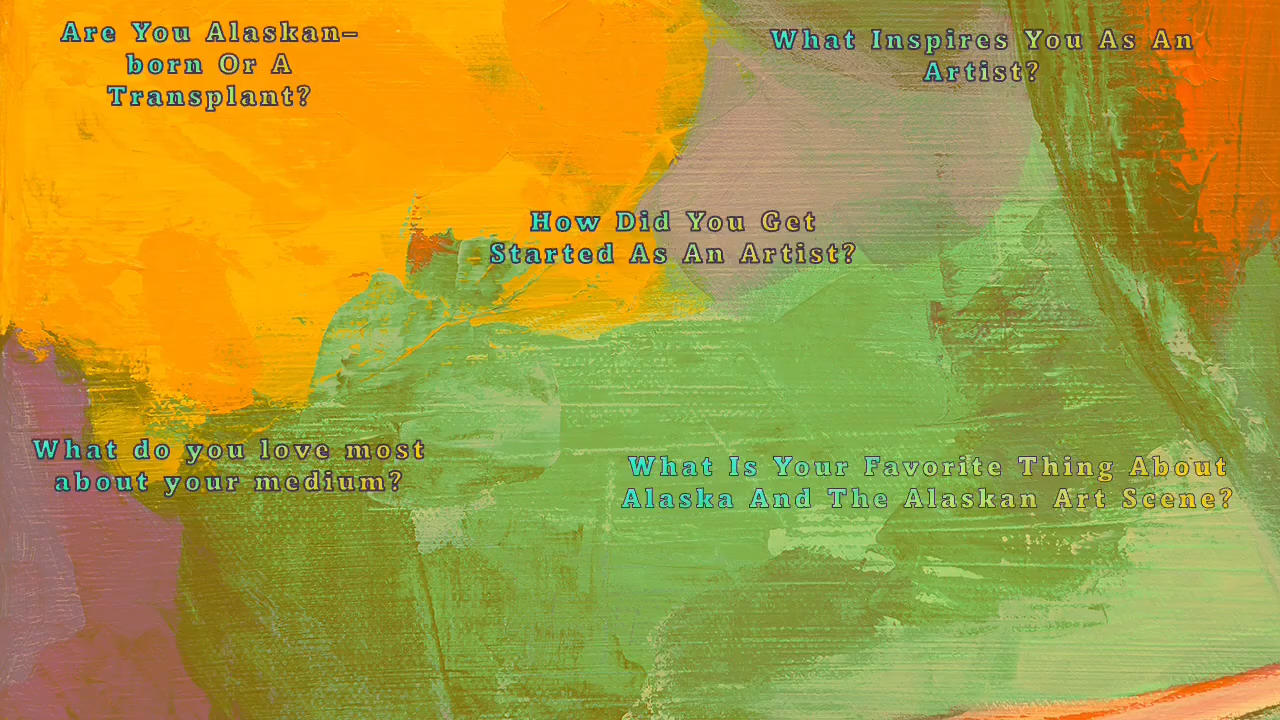 Are You Alaskan–
born Or A
Transplant?
What Inspires You As An
Artist?
How Did You Get
Started As An Artist?
What do you love most
about your medium?
What Is Your Favorite Thing About
Alaska And The Alaskan Art Scene?